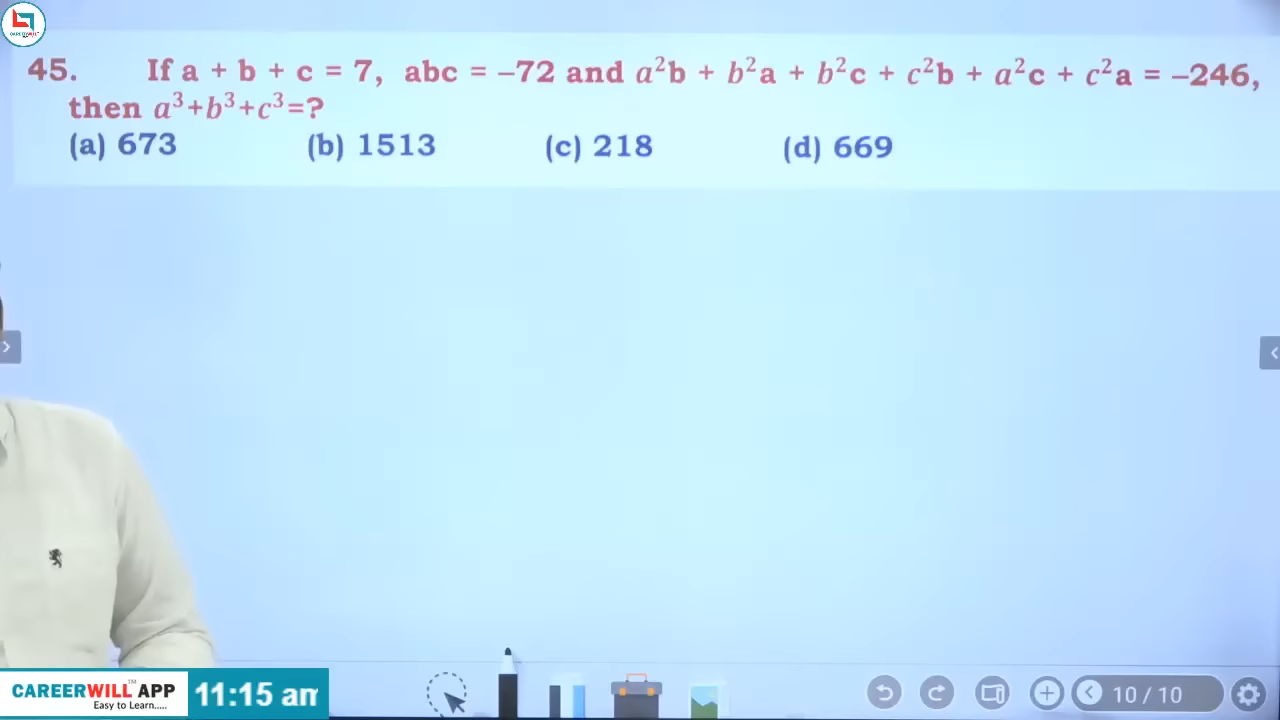 CAREERWILL
45. If a + b + c = 7, abc = –72 and a²b + b²a + b²c + c²b + a²c + c²a = –246,
then a³+b³+c³=?
(a) 673 (b) 1513 (c) 218 (d) 669
CAREERWILL™ APP
Easy to Learn.....
11:15 am
10 / 10